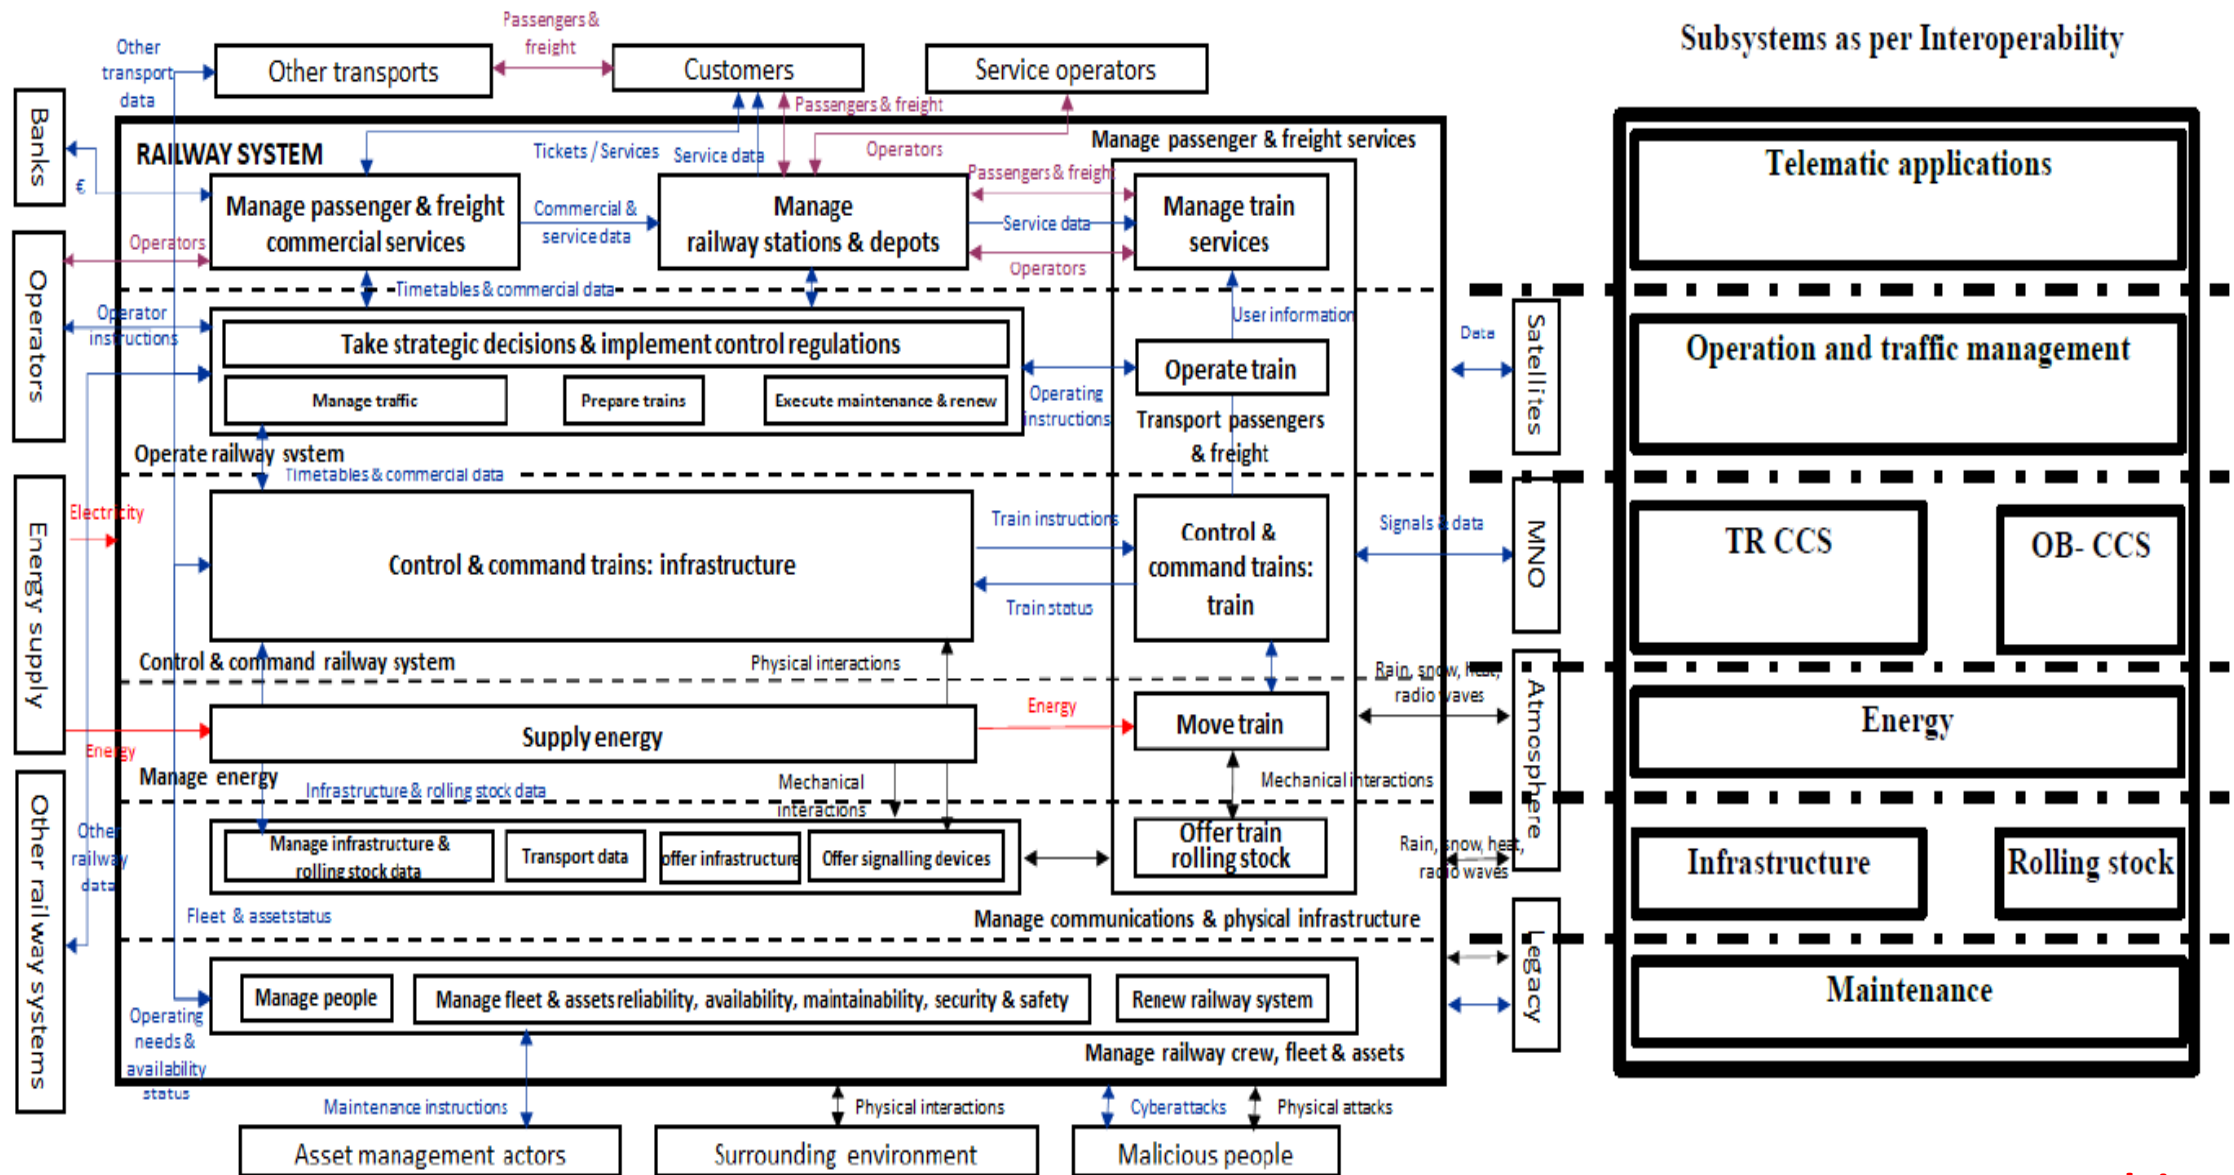 Passengers &
freight
Subsystems as per Interoperability
Other
transport
data
Other transports
Customers
Service operators
Passengers & freight
Banks
€
RAILWAY SYSTEM
Tickets / Services
Service data
Operators
Manage passenger & freight services
Telematic applications
Manage passenger & freight
commercial services
Commercial &
service data
Manage
railway stations & depots
Passengers & freight
Service data
Operators
Manage train
services
Operators
Operators
Timetables & commercial data
Operator
instructions
User information
Take strategic decisions & implement control regulations
Manage traffic
Prepare trains
Execute maintenance & renew
Operating
instructions
Operate train
Transport passengers
& freight
Data
Satellites
Operation and traffic management
Operate railway system
Timetables & commercial data
Energy supply
Electricity
Control & command trains: infrastructure
Train instructions
Train status
Control &
command trains:
train
Signals & data
MNO
TR CCS
OB- CCS
Control & command railway system
Physical interactions
Rain, snow, heat,
radio waves
Atmosphere
Energy
Supply energy
Energy
Move train
Energy
Manage energy
Infrastructure & rolling stock data
Mechanical
interactions
Mechanical interactions
Other railway systems
Other
railway
data
Manage infrastructure &
rolling stock data
Transport data
offer infrastructure
Offer signalling devices
Offer train
rolling stock
Rain, snow, heat,
radio waves
Infrastructure
Rolling stock
Fleet & assetstatus
Manage communications & physical infrastructure
Legacy
Manage people
Manage fleet & assets reliability, availability, maintainability, security & safety
Renew railway system
Maintenance
Operating
needs &
availability
status
Manage railway crew, fleet & assets
Maintenance instructions
Physical interactions
Cyberattacks
Physical attacks
Asset management actors
Surrounding environment
Malicious people